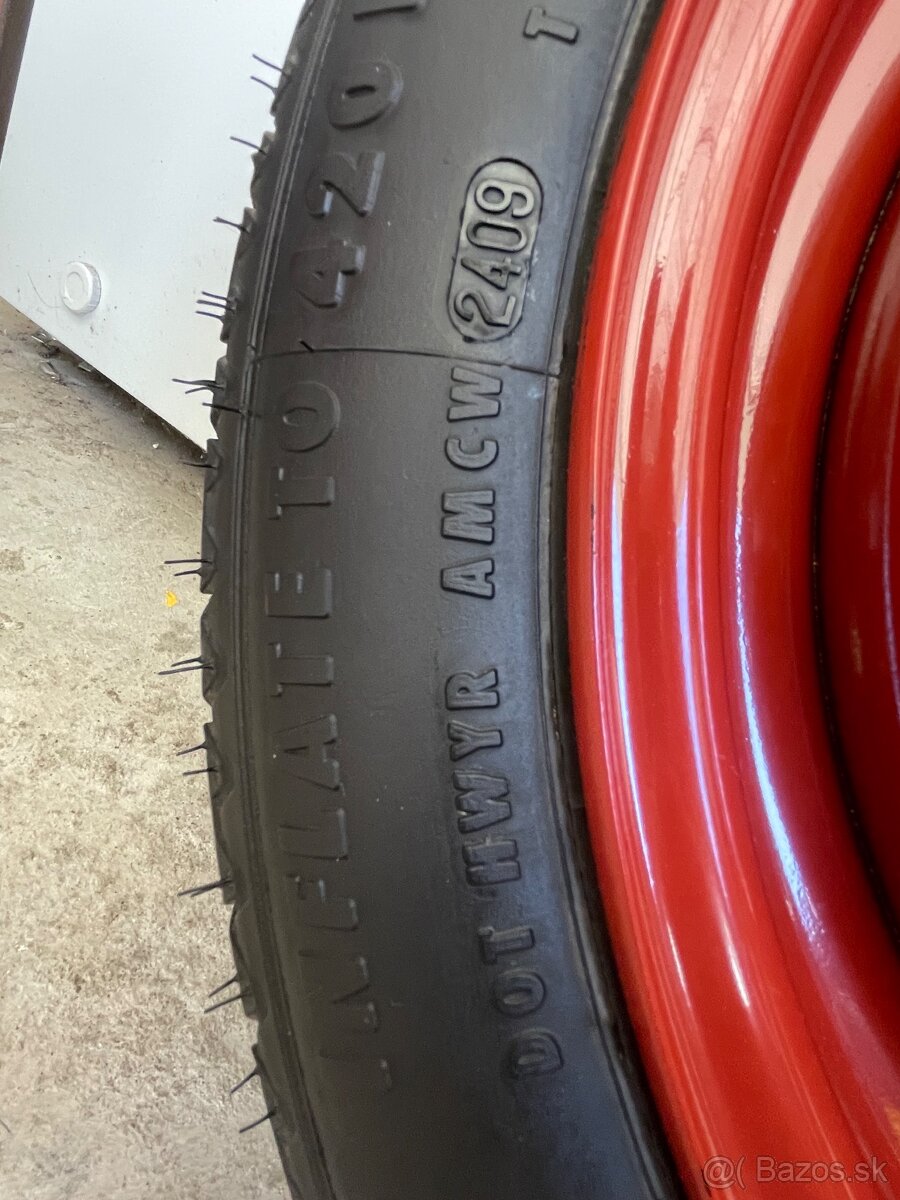 INFLATE TO 420
DOT HWYR AMCW 2409
T
@( Bazos.sk